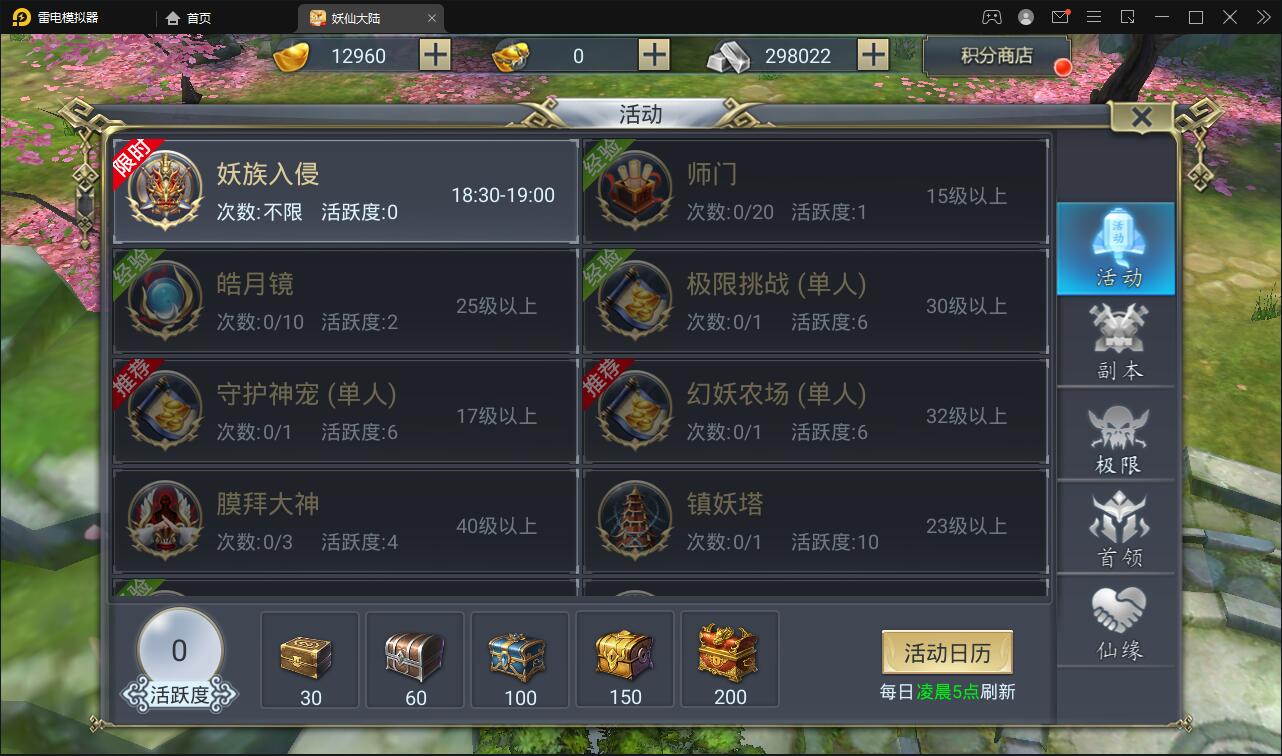 雷电模拟器
首页
妖仙大陆
12960
0
298022
积分商店
活动
限时
妖族入侵
次数:不限 活跃度:0
18:30-19:00
经验
师门
次数:0/20 活跃度:1
15级以上
经验
皓月镜
次数:0/10 活跃度:2
25级以上
经验
极限挑战 (单人)
次数:0/1 活跃度:6
30级以上
推荐
守护神宠 (单人)
次数:0/1 活跃度:6
17级以上
推荐
幻妖农场 (单人)
次数:0/1 活跃度:6
32级以上
膜拜大神
次数:0/3 活跃度:4
40级以上
镇妖塔
次数:0/1 活跃度:10
23级以上
活动
活动
副本
极限
首领
仙缘
0
活跃度
30
60
100
150
200
活动日历
每日凌晨5点刷新